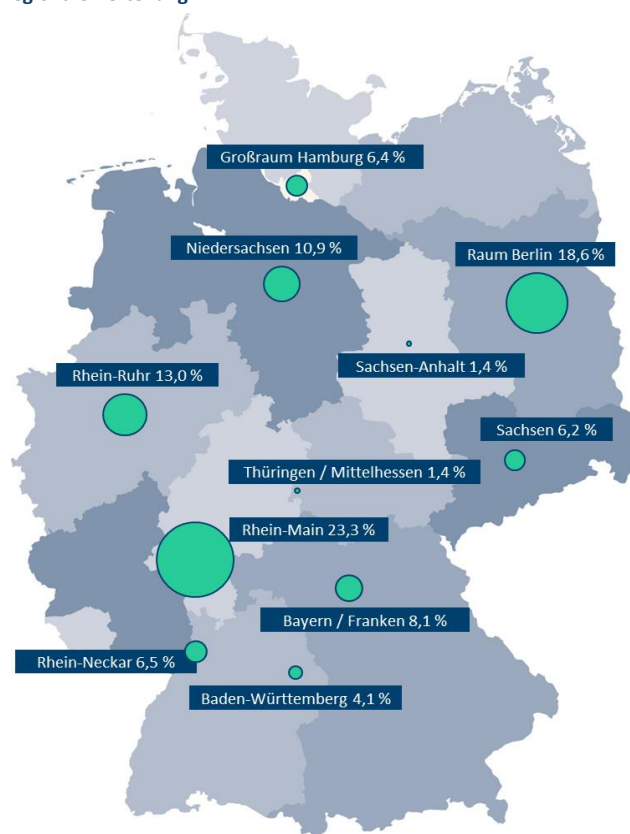 Großraum Hamburg 6,4 %
Niedersachsen 10,9 %
Raum Berlin 18,6 %
Sachsen-Anhalt 1,4 %
Rhein-Ruhr 13,0 %
Sachsen 6,2 %
Thüringen / Mittelhessen 1,4 %
Rhein-Main 23,3 %
Bayern / Franken 8,1 %
Rhein-Neckar 6,5 %
Baden-Württemberg 4,1 %